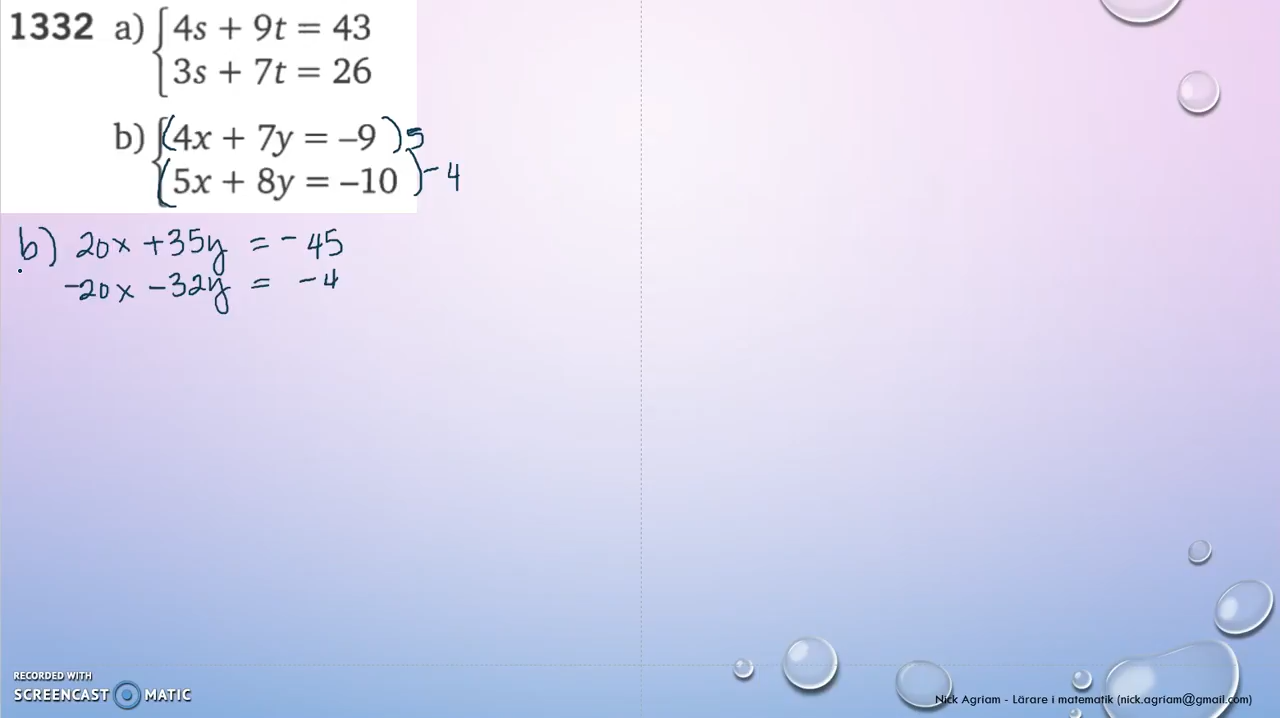 1332 a) 4s + 9t = 43
3s + 7t = 26
b) (4x + 7y = –9) 5
(5x + 8y = –10) -4
b) 20x + 35y = - 45
-20x - 32y = - 4
RECORDED WITH
SCREENCAST MATIC
Nick Agriam - Lärare i matematik (nick.agriam@gmail.com)